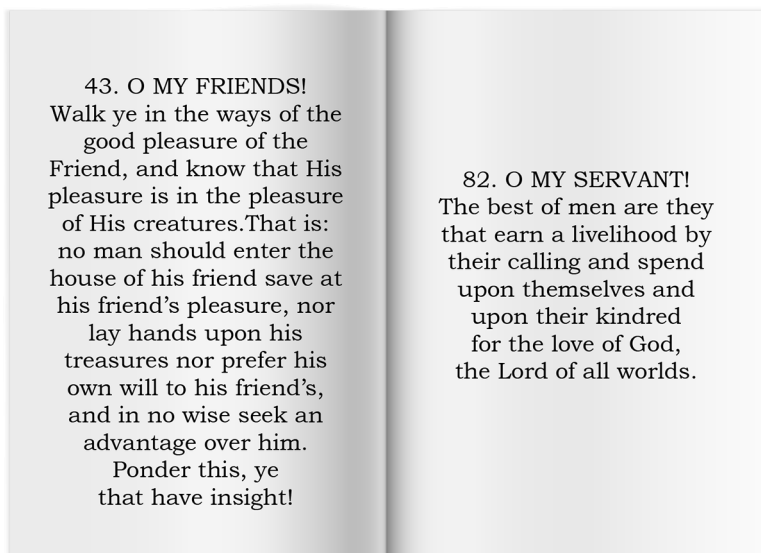 43. O MY FRIENDS!
Walk ye in the ways of the
good pleasure of the
Friend, and know that His
pleasure is in the pleasure
of His creatures.That is:
no man should enter the
house of his friend save at
his friend’s pleasure, nor
lay hands upon his
treasures nor prefer his
own will to his friend’s,
and in no wise seek an
advantage over him.
Ponder this, ye
that have insight!
82. O MY SERVANT!
The best of men are they
that earn a livelihood by
their calling and spend
upon themselves and
upon their kindred
for the love of God,
the Lord of all worlds.